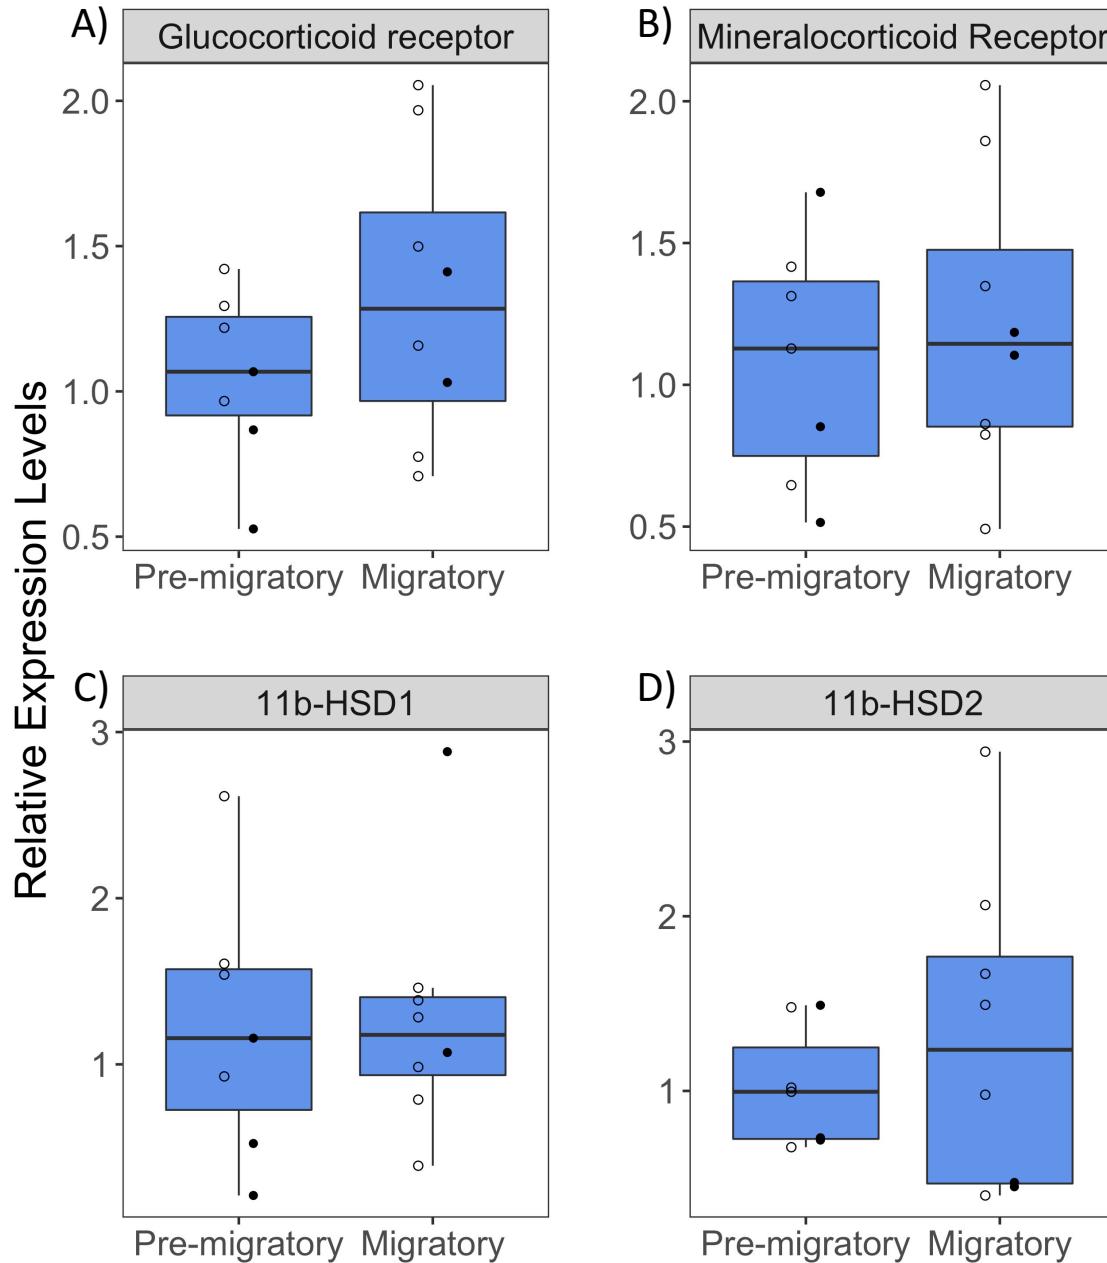 A)
Glucocorticoid receptor
2.0
1.5
1.0
0.5
Pre-migratory
Migratory
B)
Mineralocorticoid Receptor
2.0
1.5
1.0
0.5
Pre-migratory
Migratory
Relative Expression Levels
C)
11b-HSD1
3
2
1
Pre-migratory
Migratory
D)
11b-HSD2
3
2
1
Pre-migratory
Migratory